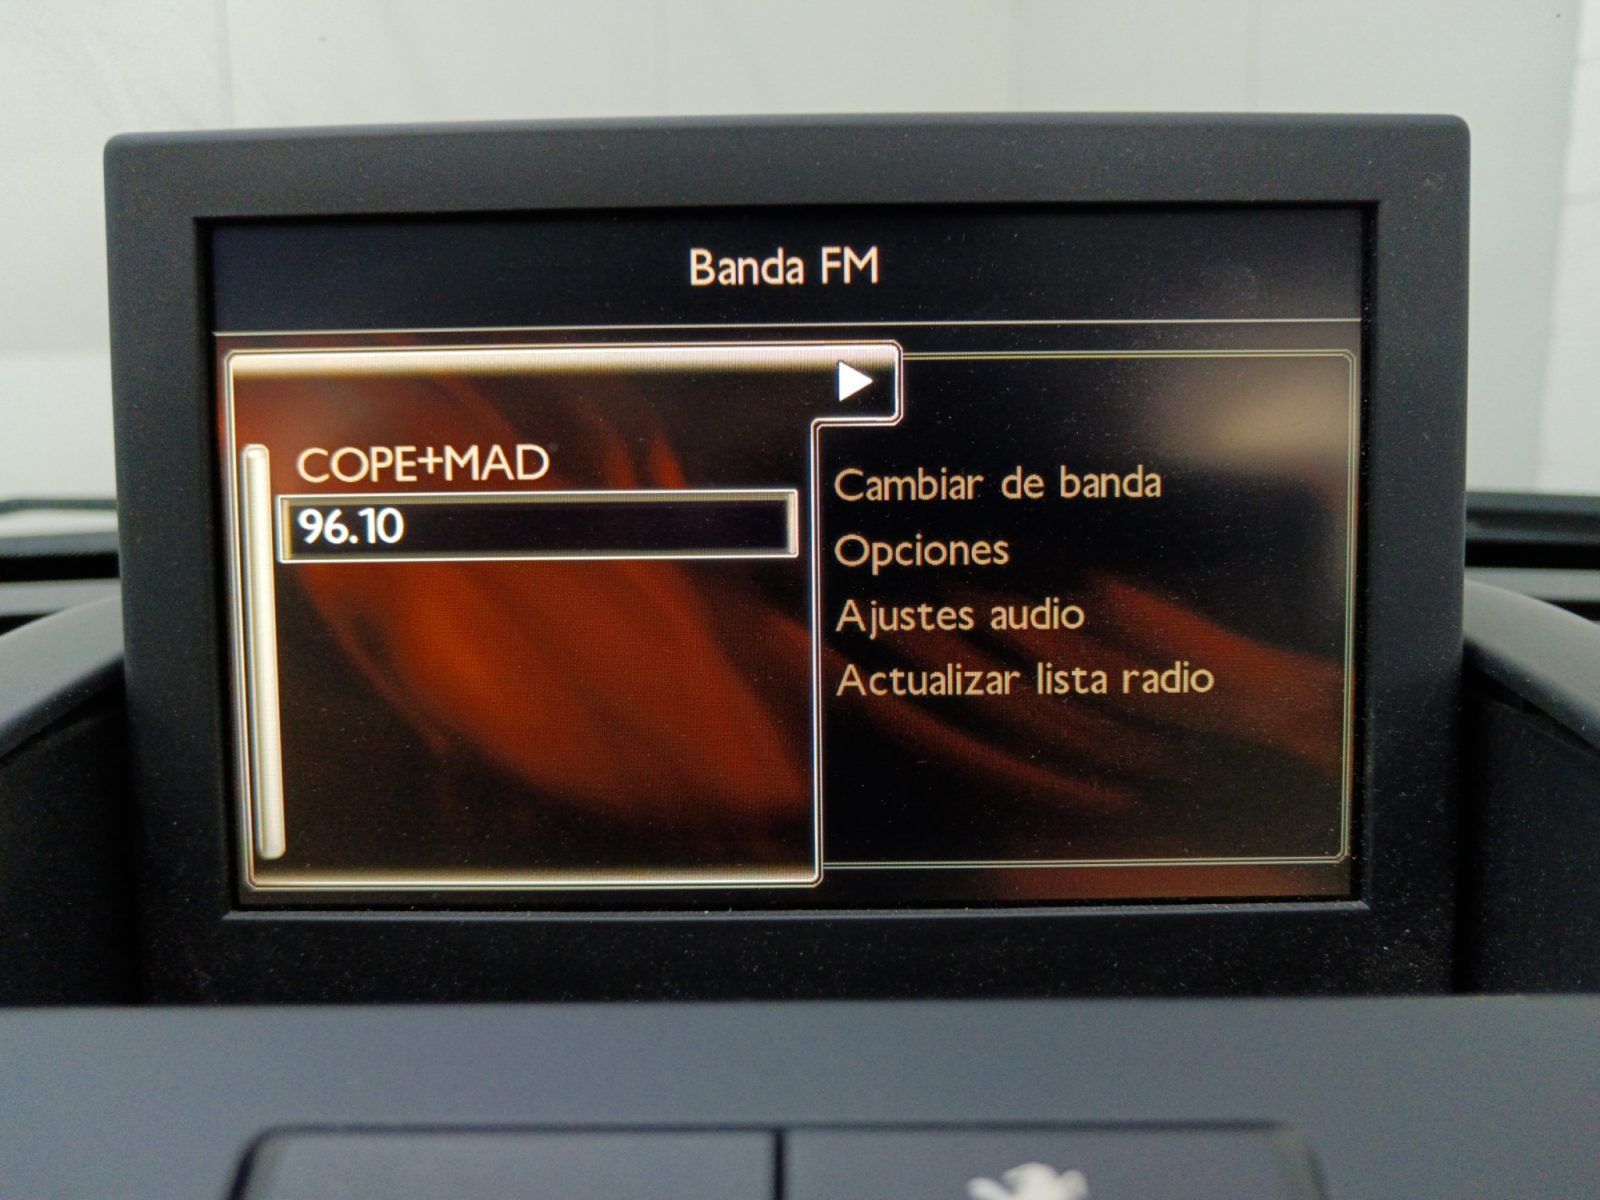 Banda FM
COPE+MAD
96.10
Cambiar de banda
Opciones
Ajustes audio
Actualizar lista radio